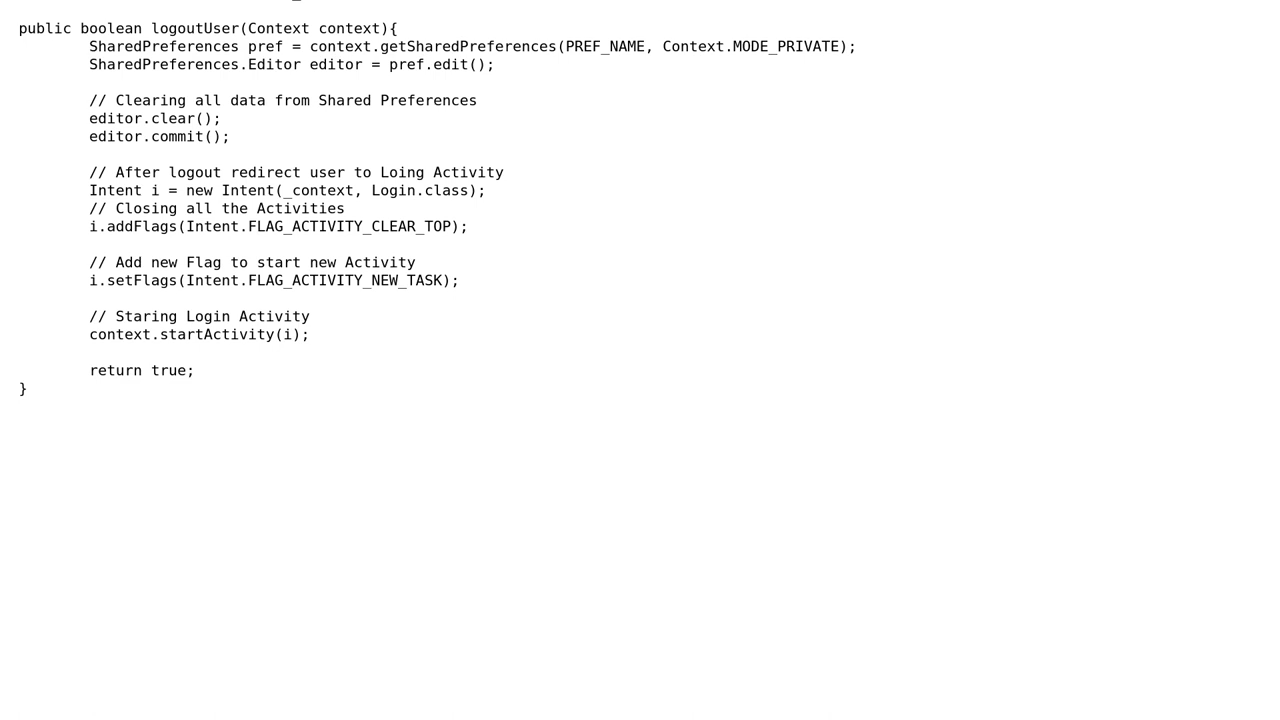 public boolean logoutUser(Context context){
        SharedPreferences pref = context.getSharedPreferences(PREF_NAME, Context.MODE_PRIVATE);
        SharedPreferences.Editor editor = pref.edit();

        // Clearing all data from Shared Preferences
        editor.clear();
        editor.commit();

        // After logout redirect user to Loing Activity
        Intent i = new Intent(_context, Login.class);
        // Closing all the Activities
        i.addFlags(Intent.FLAG_ACTIVITY_CLEAR_TOP);

        // Add new Flag to start new Activity
        i.setFlags(Intent.FLAG_ACTIVITY_NEW_TASK);

        // Staring Login Activity
        context.startActivity(i);

        return true;
}